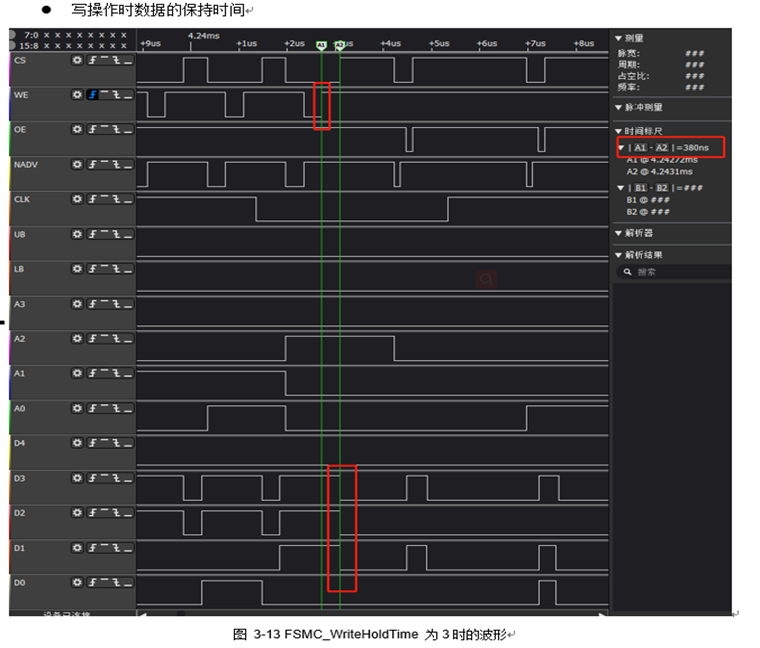 ● 写操作时数据的保持时间
7:0 x x x x x x x x
15:8 x x x x x x x x
+9us 4.24ms +1us +2us A1 A2 +3us +4us +5us +6us +7us +8us
CS
WE
OE
NADV
CLK
UB
LB
A3
A2
A1
A0
D4
D3
D2
D1
D0
设备已连接
测量
脉宽: ###
周期: ###
占空比: ###
频率: ###
脉冲测量
时间标尺
| A1 - A2 | =380ns
A1 @ 4.24272ms
A2 @ 4.2431ms
| B1 - B2 | =###
B1 @ ###
B2 @ ###
解析器
解析结果
搜索
图 3-13 FSMC_WriteHoldTime 为 3 时的波形